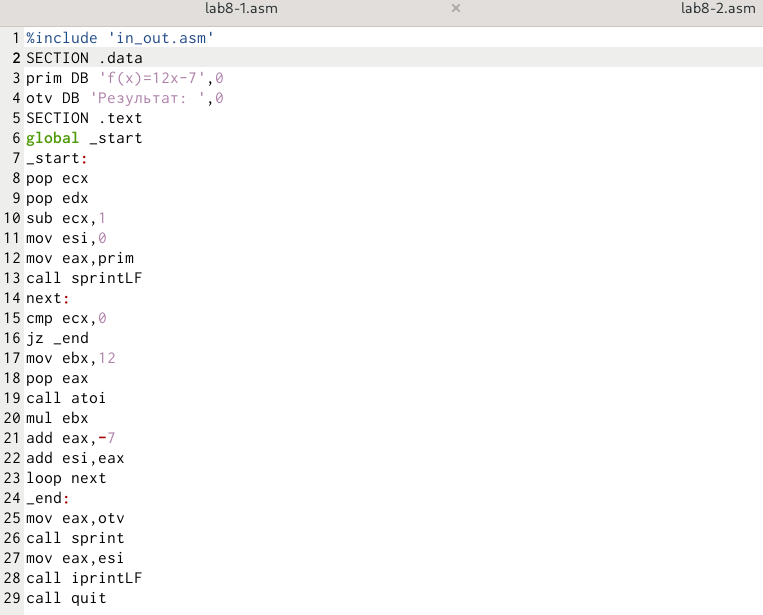 lab8-1.asm × lab8-2.asm
1 %include 'in_out.asm'
2 SECTION .data
3 prim DB 'f(x)=12x-7',0
4 otv DB 'Результат: ',0
5 SECTION .text
6 global _start
7 _start:
8 pop ecx
9 pop edx
10 sub ecx,1
11 mov esi,0
12 mov eax,prim
13 call sprintLF
14 next:
15 cmp ecx,0
16 jz _end
17 mov ebx,12
18 pop eax
19 call atoi
20 mul ebx
21 add eax,-7
22 add esi,eax
23 loop next
24 _end:
25 mov eax,otv
26 call sprint
27 mov eax,esi
28 call iprintLF
29 call quit